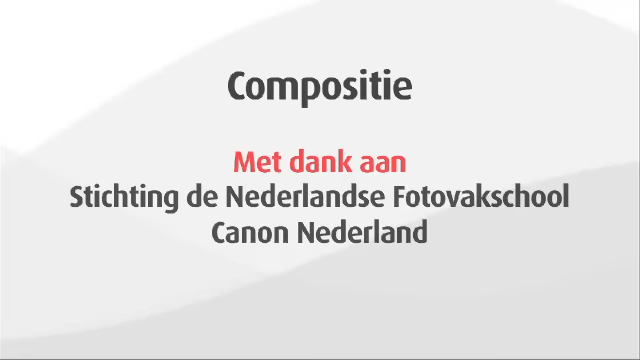 Compositie
Met dank aan
Stichting de Nederlandse Fotovakschool
Canon Nederland